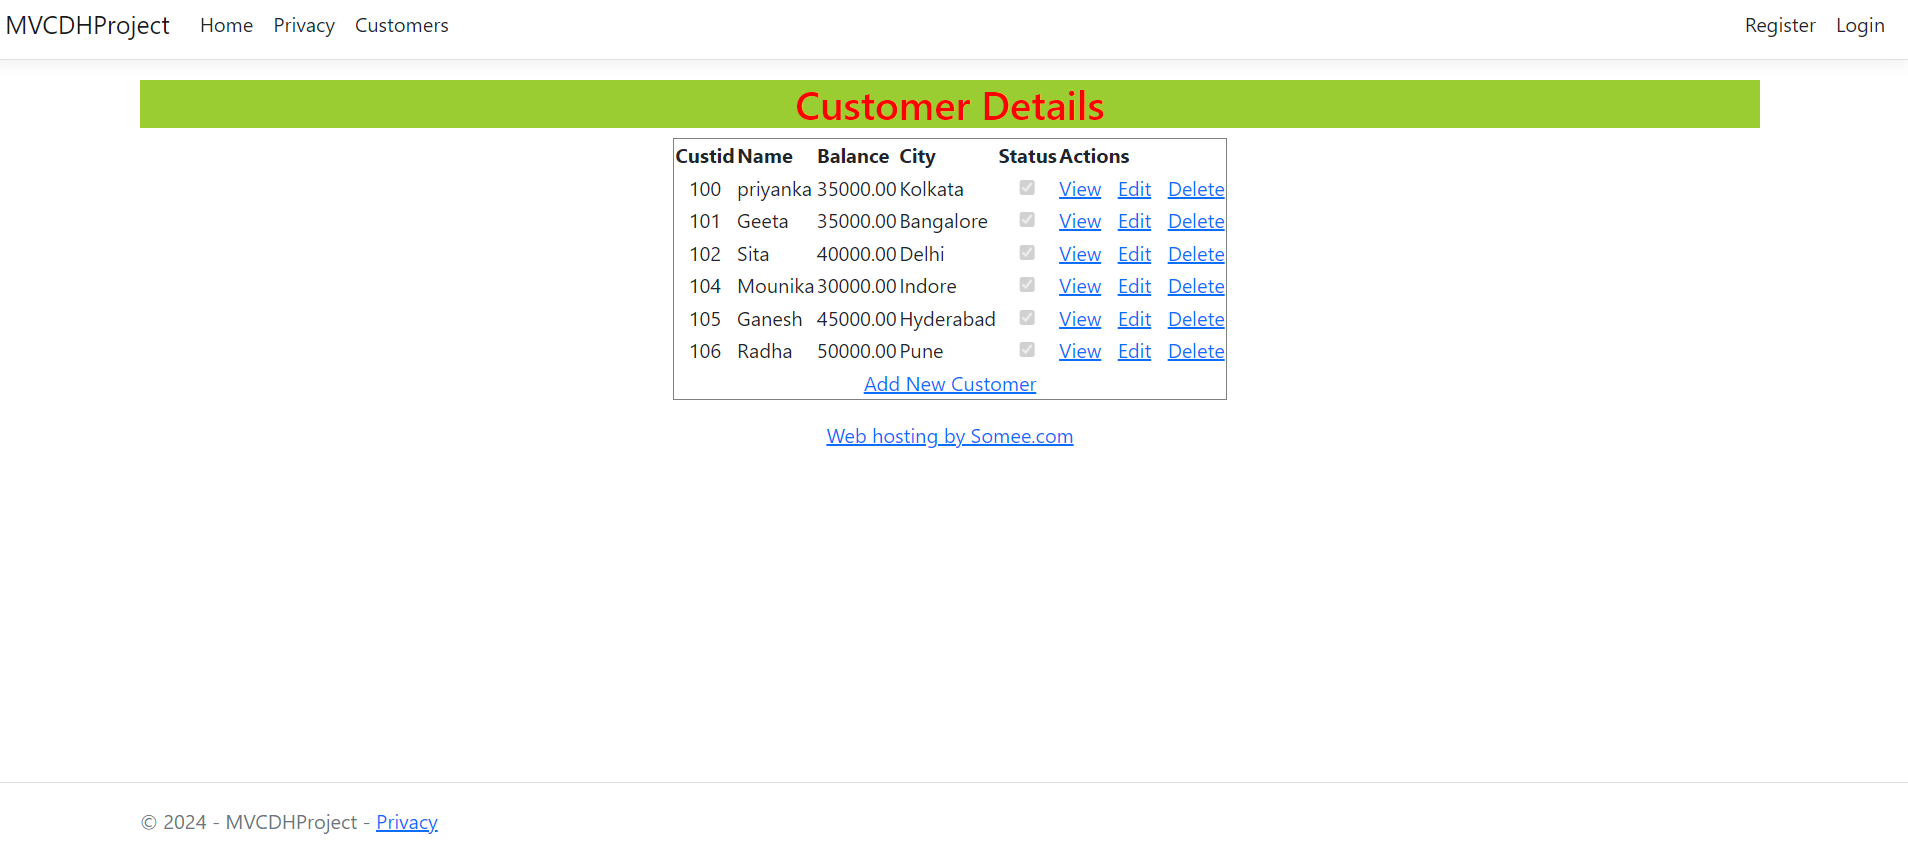 MVCDHProject Home Privacy Customers Register Login
Customer Details
Custid Name Balance City Status Actions
100 priyanka 35000.00 Kolkata View Edit Delete
101 Geeta 35000.00 Bangalore View Edit Delete
102 Sita 40000.00 Delhi View Edit Delete
104 Mounika 30000.00 Indore View Edit Delete
105 Ganesh 45000.00 Hyderabad View Edit Delete
106 Radha 50000.00 Pune View Edit Delete
Add New Customer
Web hosting by Somee.com
© 2024 - MVCDHProject - Privacy